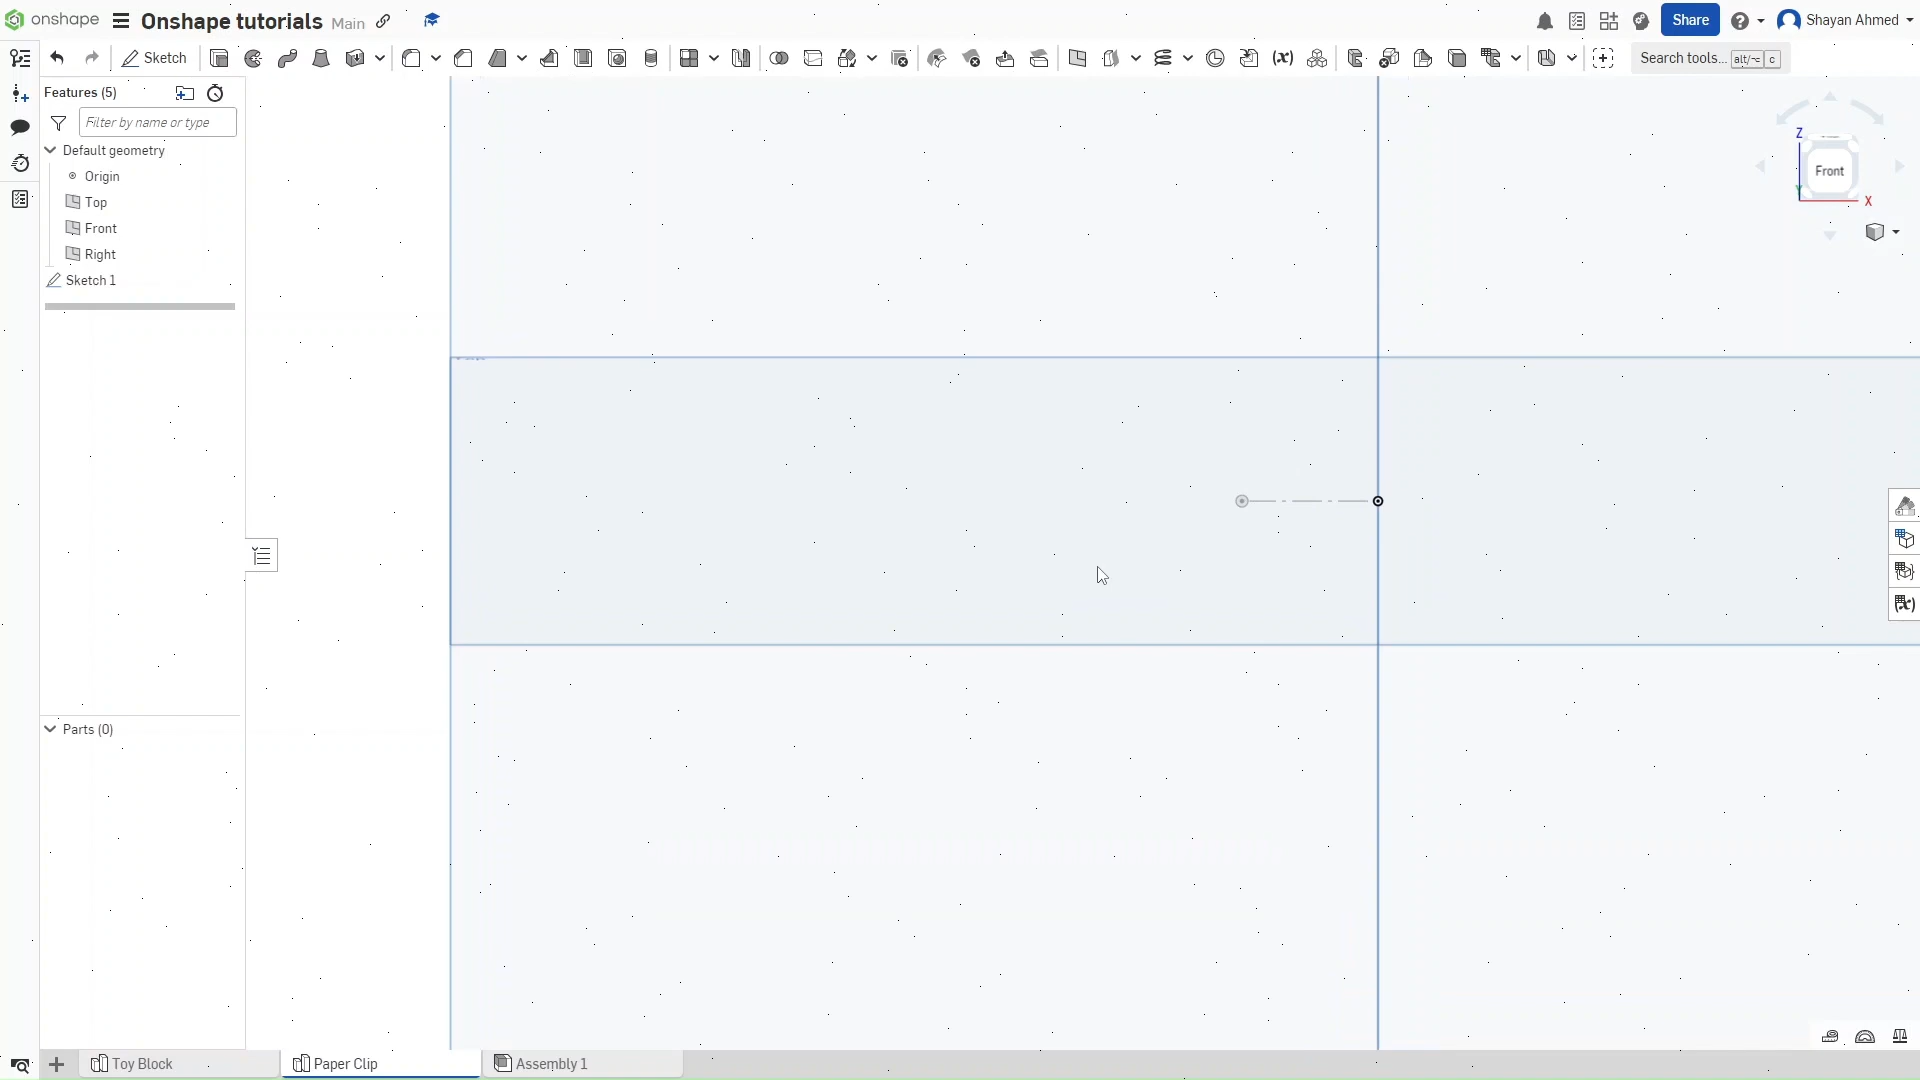 onshape Onshape tutorials Main Share Shayan Ahmed
Sketch Search tools... alt/⌥ c
Features (5)
Filter by name or type
Default geometry
Origin
Top
Front
Right
Sketch 1
Parts (0)
Z
Front
Y
X
(x)
(x)
Toy Block Paper Clip Assembly 1